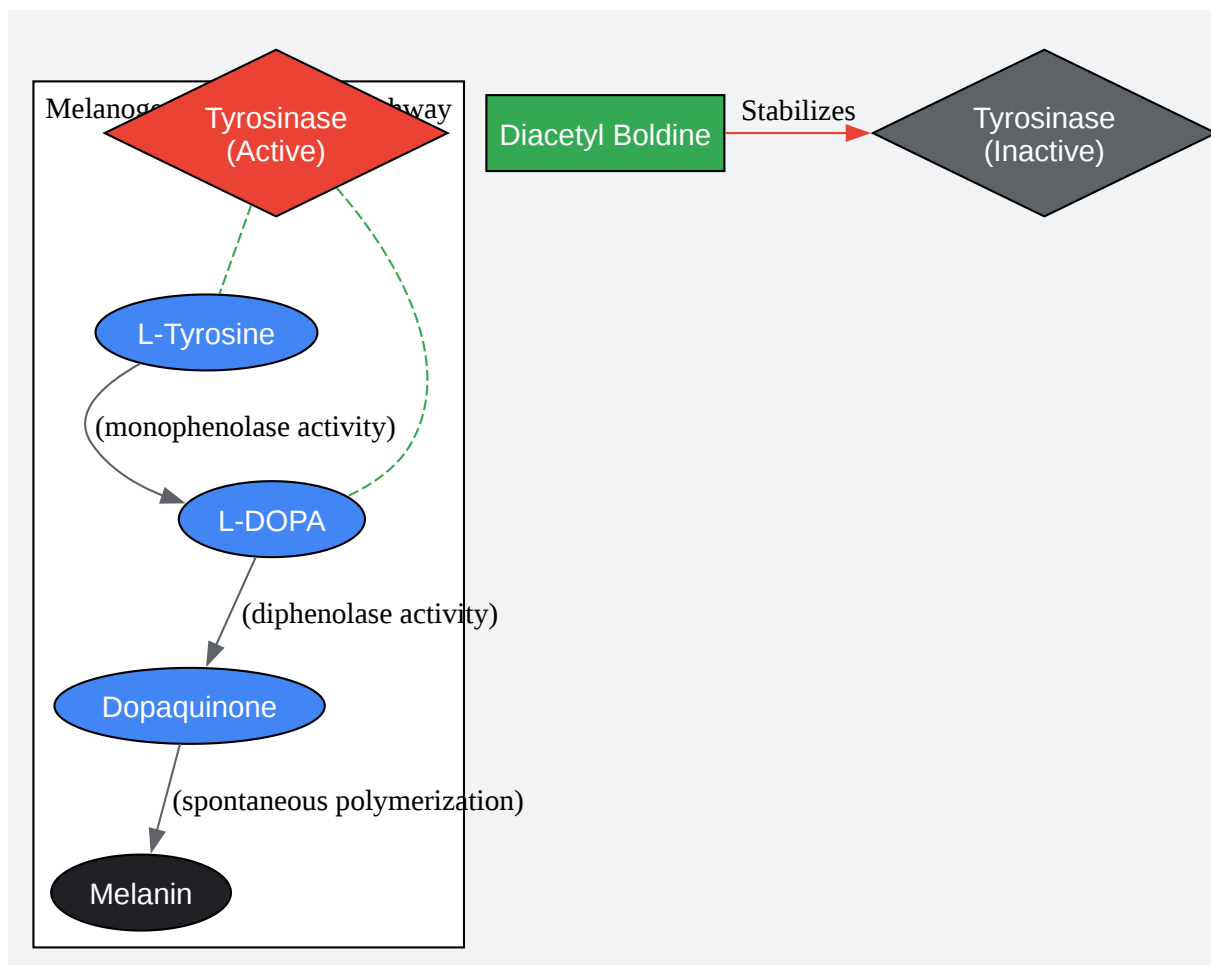 Tyrosinase
(Active)
Diacetyl Boldine
Stabilizes
Tyrosinase
(Inactive)
L-Tyrosine
(monophenolase activity)
L-DOPA
(diphenolase activity)
Dopaquinone
(spontaneous polymerization)
Melanin